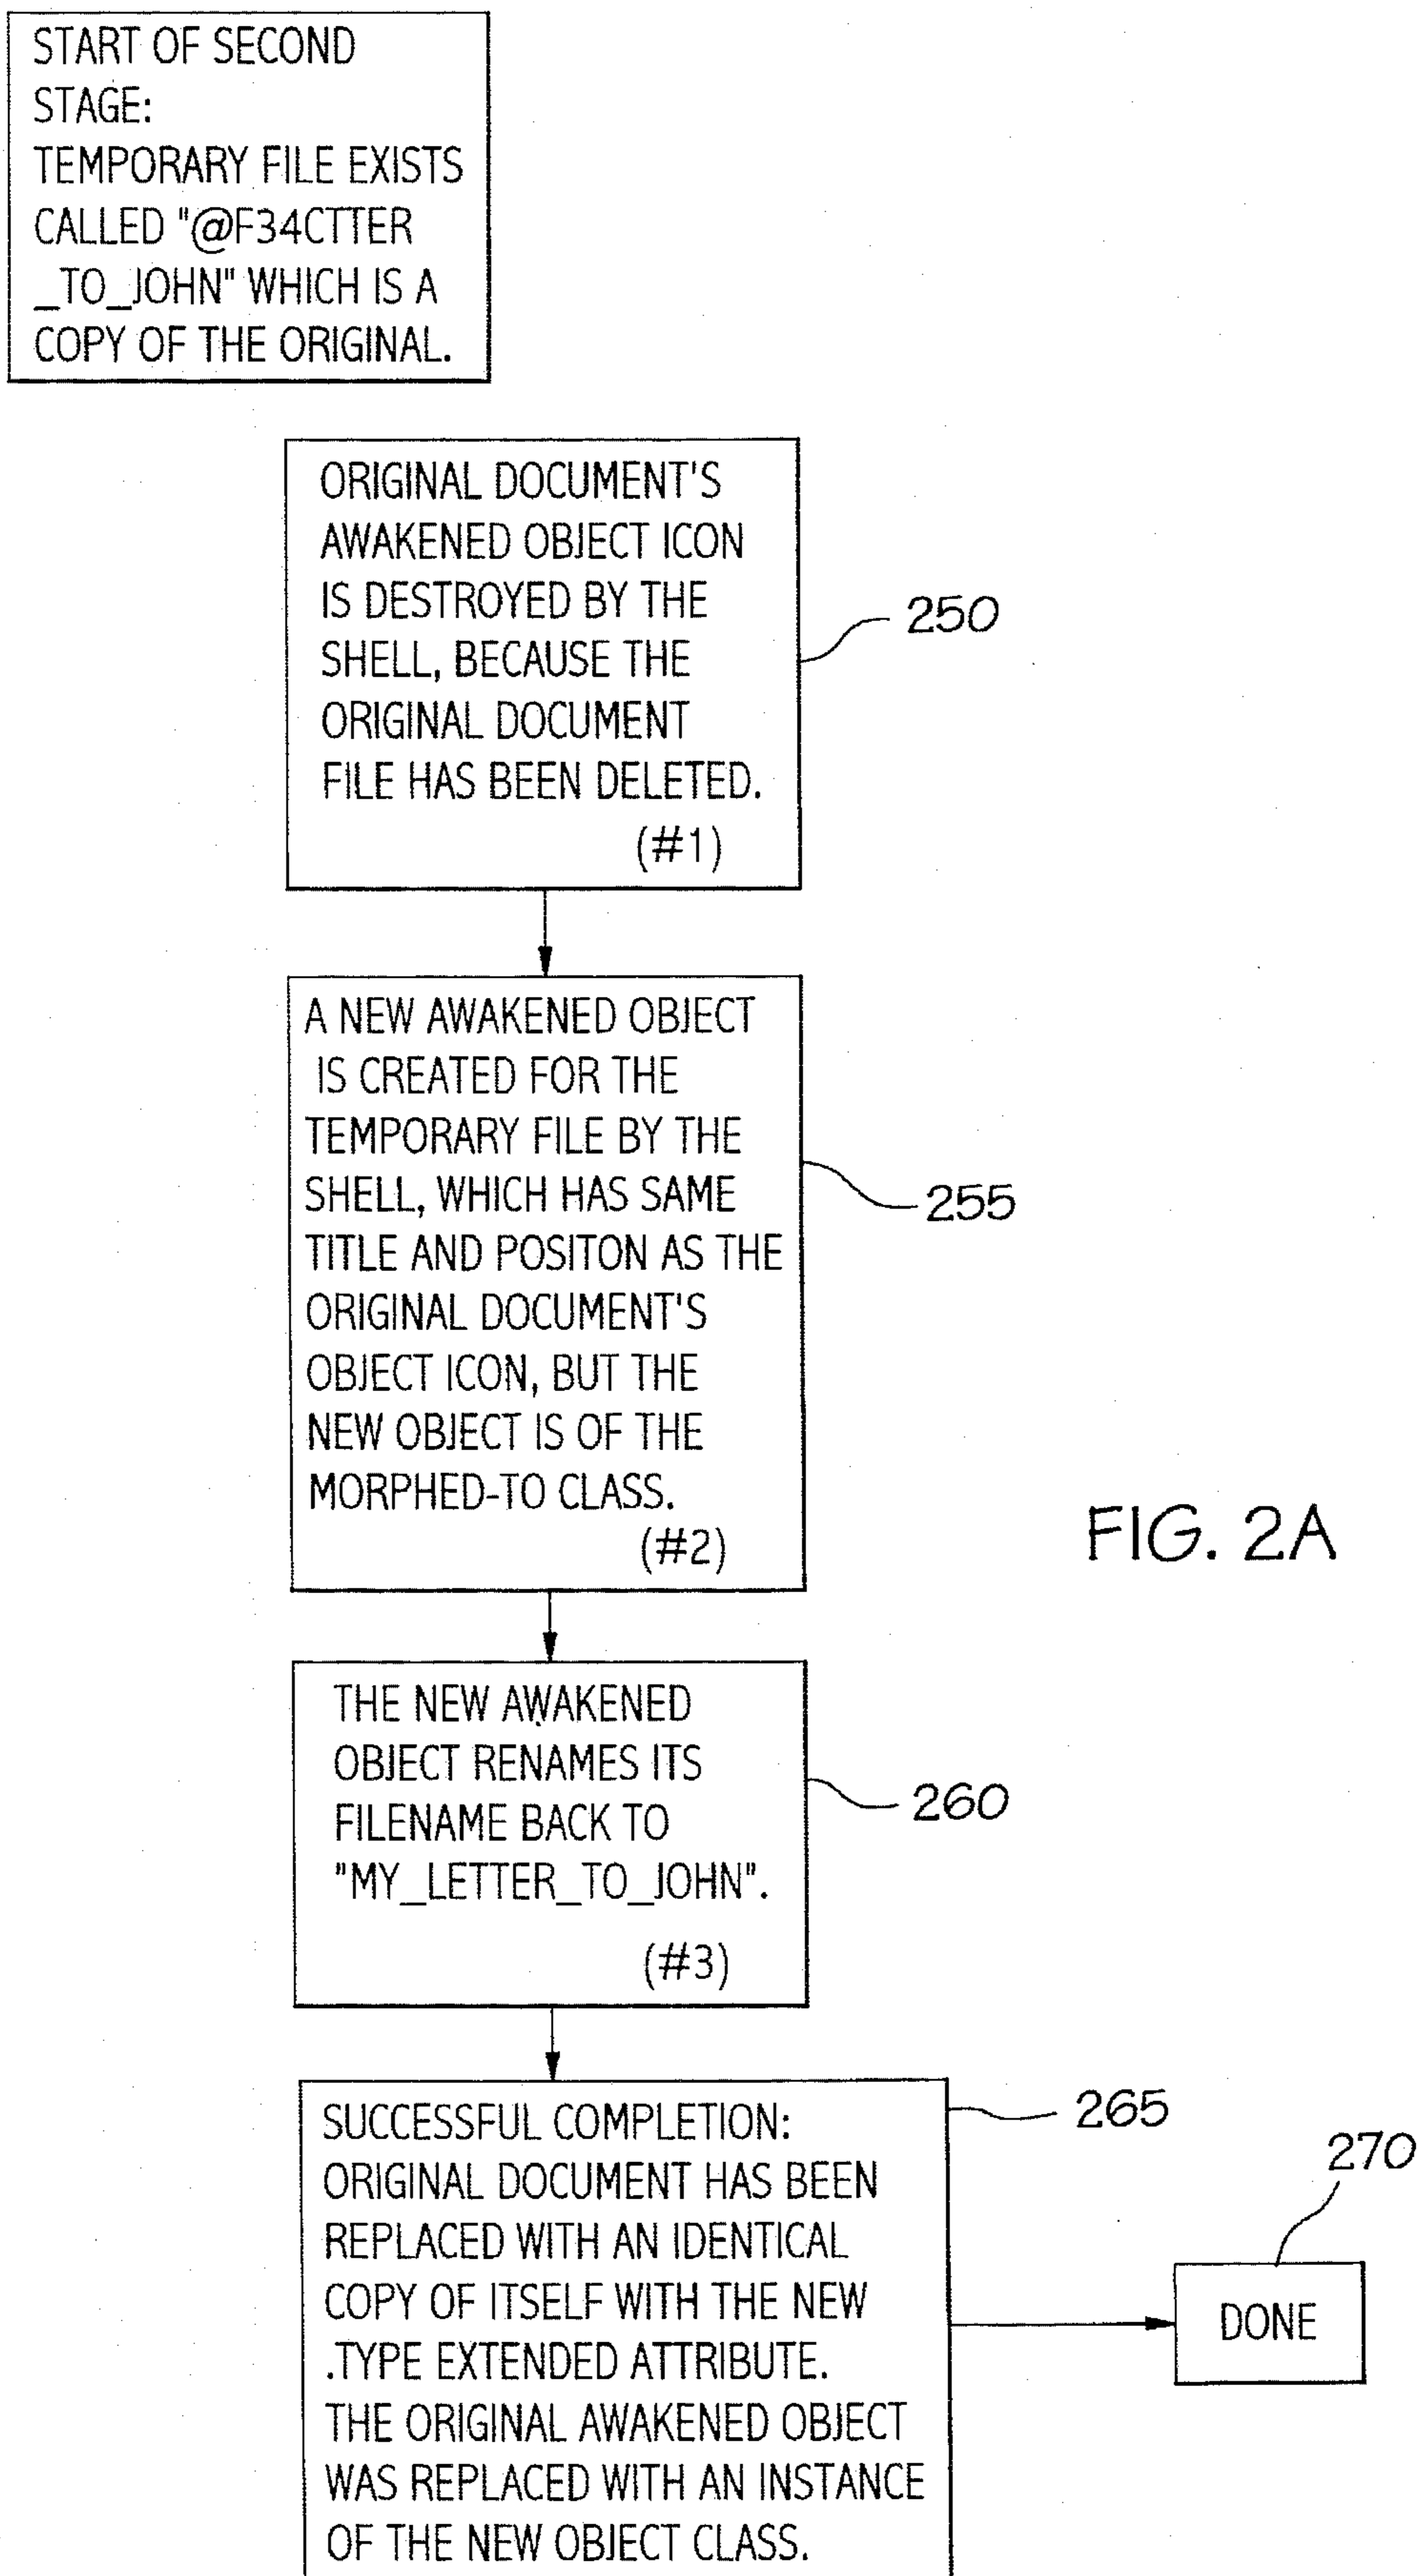 START OF SECOND
STAGE:
TEMPORARY FILE EXISTS
CALLED "@F34CTTER
_TO_JOHN" WHICH IS A
COPY OF THE ORIGINAL.
ORIGINAL DOCUMENT'S
AWAKENED OBJECT ICON
IS DESTROYED BY THE
SHELL, BECAUSE THE
ORIGINAL DOCUMENT
FILE HAS BEEN DELETED.
(#1)
250
A NEW AWAKENED OBJECT
IS CREATED FOR THE
TEMPORARY FILE BY THE
SHELL, WHICH HAS SAME
TITLE AND POSITON AS THE
ORIGINAL DOCUMENT'S
OBJECT ICON, BUT THE
NEW OBJECT IS OF THE
MORPHED-TO CLASS.
(#2)
255
FIG. 2A
THE NEW AWAKENED
OBJECT RENAMES ITS
FILENAME BACK TO
"MY_LETTER_TO_JOHN".
(#3)
260
SUCCESSFUL COMPLETION:
ORIGINAL DOCUMENT HAS BEEN
REPLACED WITH AN IDENTICAL
COPY OF ITSELF WITH THE NEW
.TYPE EXTENDED ATTRIBUTE.
THE ORIGINAL AWAKENED OBJECT
WAS REPLACED WITH AN INSTANCE
OF THE NEW OBJECT CLASS.
265
270
DONE